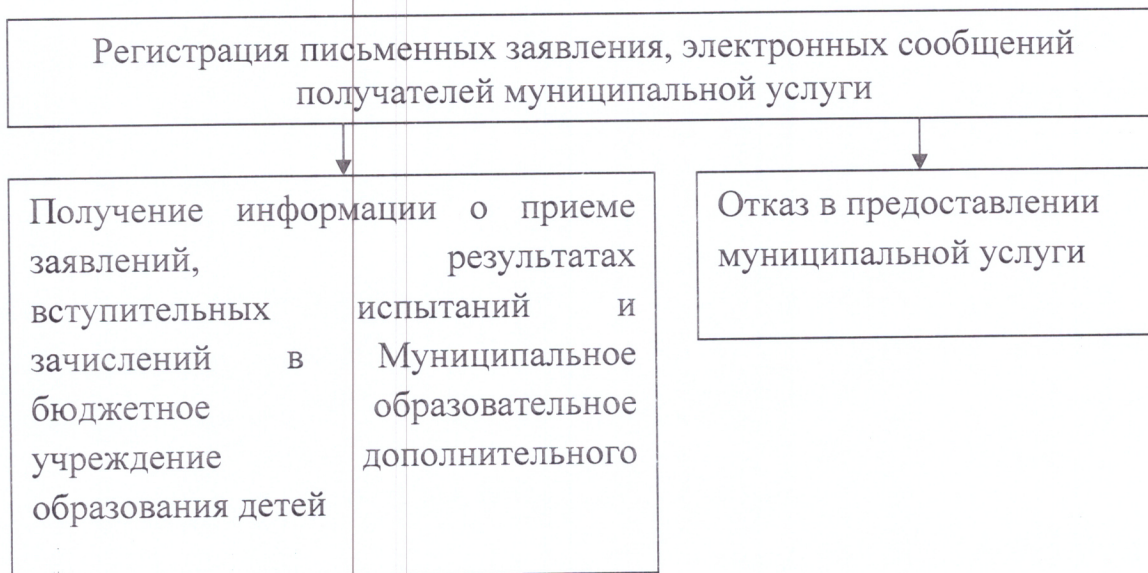 Регистрация письменных заявления, электронных сообщений
получателей муниципальной услуги
Получение информации о приеме
заявлений, результатах
вступительных испытаний и
зачислений в Муниципальное
бюджетное образовательное
учреждение дополнительного
образования детей
Отказ в предоставлении
муниципальной услуги